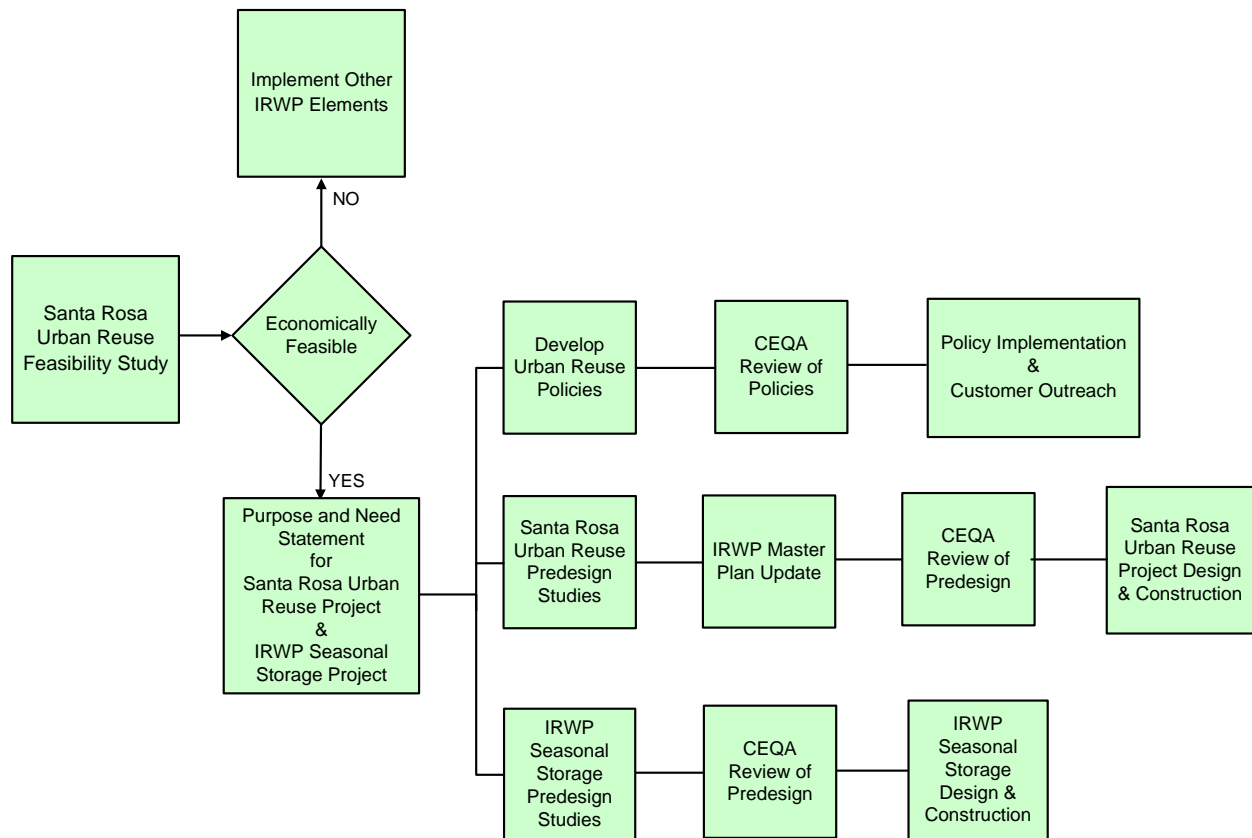 Implement Other
IRWP Elements
NO
Santa Rosa
Urban Reuse
Feasibility Study
Economically
Feasible
YES
Purpose and Need
Statement
for
Santa Rosa Urban
Reuse Project
&
IRWP Seasonal
Storage Project
Develop
Urban Reuse
Policies
CEQA
Review of
Policies
Policy Implementation
&
Customer Outreach
Santa Rosa
Urban Reuse
Predesign
Studies
IRWP Master
Plan Update
CEQA
Review of
Predesign
Santa Rosa
Urban Reuse
Project Design
& Construction
IRWP
Seasonal
Storage
Predesign
Studies
CEQA
Review of
Predesign
IRWP
Seasonal
Storage
Design &
Construction